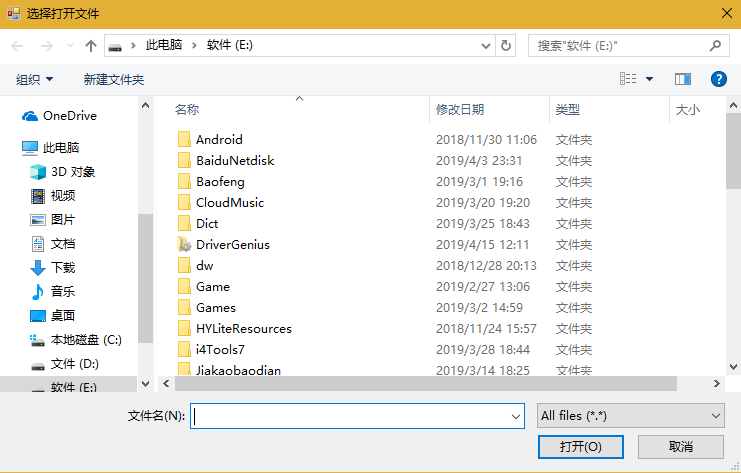 选择打开文件
此电脑 > 软件 (E:)
搜索"软件 (E:)"
组织 新建文件夹
名称 修改日期 类型 大小
OneDrive
此电脑
3D 对象
视频
图片
文档
下载
音乐
桌面
本地磁盘 (C:)
文件 (D:)
软件 (E:)
Android 2018/11/30 11:06 文件夹
BaiduNetdisk 2019/4/3 23:31 文件夹
Baofeng 2019/3/1 19:16 文件夹
CloudMusic 2019/3/20 19:20 文件夹
Dict 2019/3/25 18:43 文件夹
DriverGenius 2019/4/15 12:11 文件夹
dw 2018/12/28 20:13 文件夹
Game 2019/2/27 13:06 文件夹
Games 2019/3/2 14:59 文件夹
HYLiteResources 2018/11/24 15:57 文件夹
i4Tools7 2019/3/28 18:44 文件夹
Jiakaobaodian 2019/3/14 18:25 文件夹
文件名(N):
All files (*.*)
打开(O) 取消